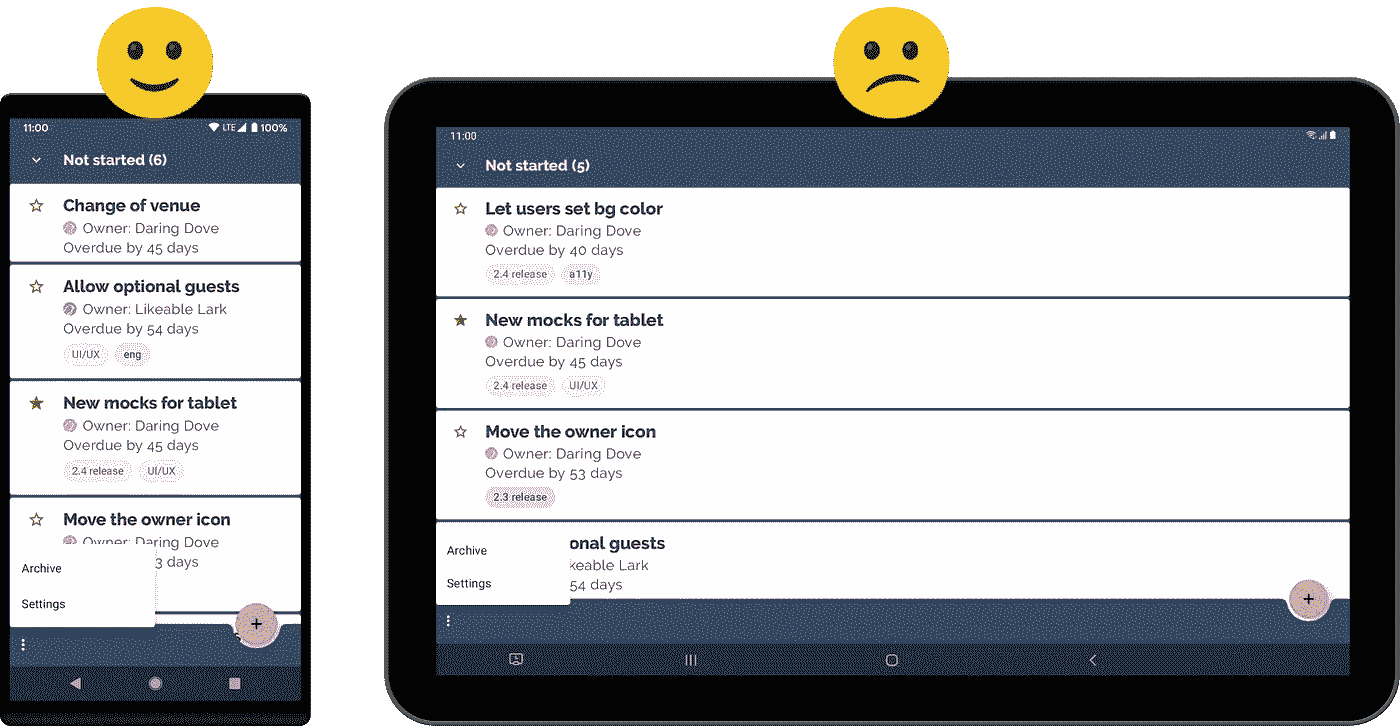 11:00 LTE 100%
Not started (6)
Change of venue
Owner: Daring Dove
Overdue by 45 days
Allow optional guests
Owner: Likeable Lark
Overdue by 54 days
UI/UX eng
New mocks for tablet
Owner: Daring Dove
Overdue by 45 days
2.4 release UI/UX
Move the owner icon
Owner: Daring Dove
3 days
Archive
Settings
+
11:00
Not started (5)
Let users set bg color
Owner: Daring Dove
Overdue by 40 days
2.4 release a11y
New mocks for tablet
Owner: Daring Dove
Overdue by 45 days
2.4 release UI/UX
Move the owner icon
Owner: Daring Dove
Overdue by 53 days
2.3 release
onal guests
keable Lark
54 days
Archive
Settings
+